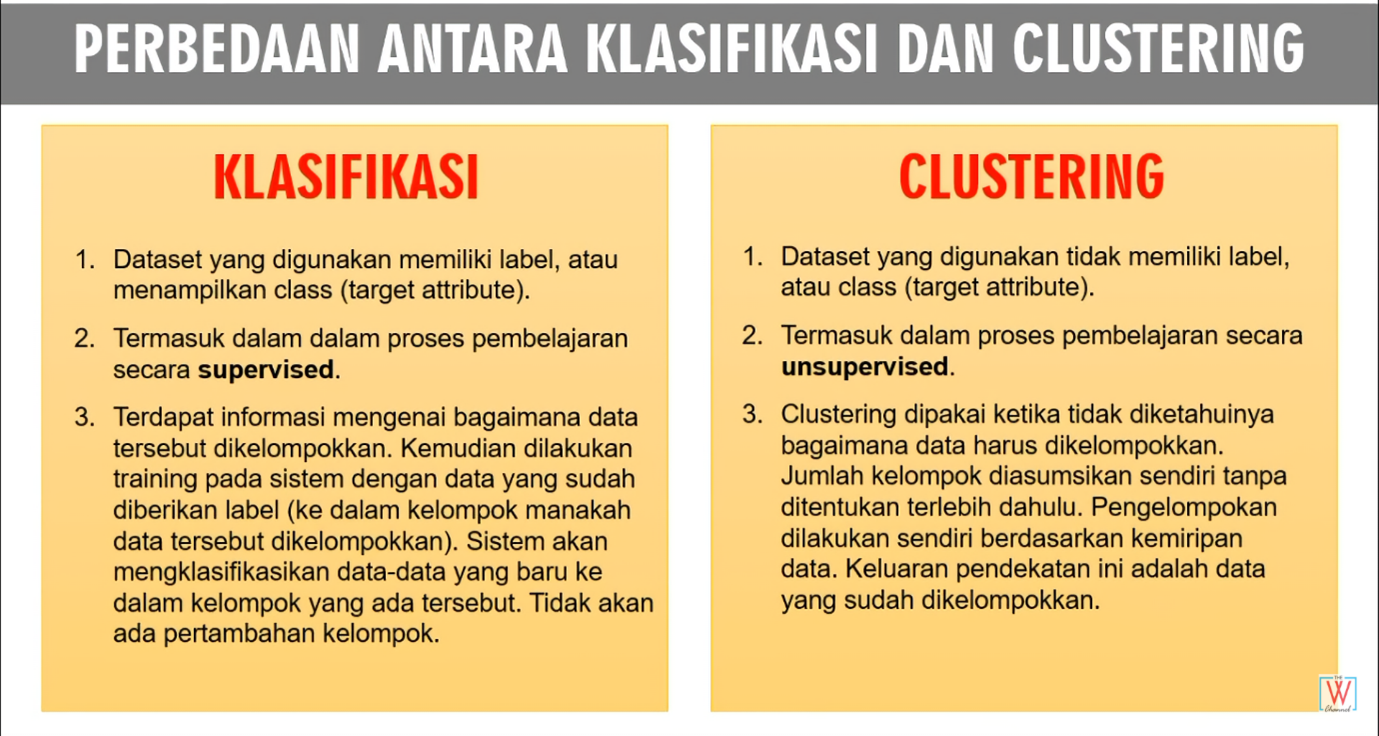 PERBEDAAN ANTARA KLASIFIKASI DAN CLUSTERING
KLASIFIKASI
1. Dataset yang digunakan memiliki label, atau
menampilkan class (target attribute).
2. Termasuk dalam dalam proses pembelajaran
secara supervised.
3. Terdapat informasi mengenai bagaimana data
tersebut dikelompokkan. Kemudian dilakukan
training pada sistem dengan data yang sudah
diberikan label (ke dalam kelompok manakah
data tersebut dikelompokkan). Sistem akan
mengklasifikasikan data-data yang baru ke
dalam kelompok yang ada tersebut. Tidak akan
ada pertambahan kelompok.
CLUSTERING
1. Dataset yang digunakan tidak memiliki label,
atau class (target attribute).
2. Termasuk dalam proses pembelajaran secara
unsupervised.
3. Clustering dipakai ketika tidak diketahuinya
bagaimana data harus dikelompokkan.
Jumlah kelompok diasumsikan sendiri tanpa
ditentukan terlebih dahulu. Pengelompokan
dilakukan sendiri berdasarkan kemiripan
data. Keluaran pendekatan ini adalah data
yang sudah dikelompokkan.
THE
W
Channel